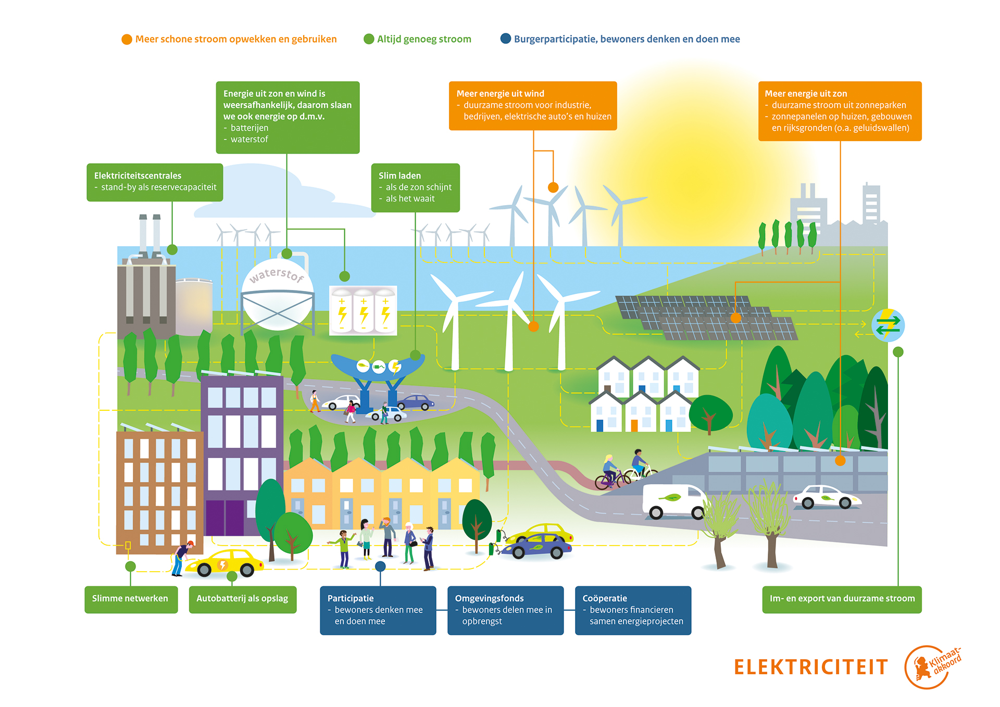 Meer schone stroom opwekken en gebruiken
Altijd genoeg stroom
Burgerparticipatie, bewoners denken en doen mee
Energie uit zon en wind is
weersafhankelijk, daarom slaan
we ook energie op d.m.v.
- batterijen
- waterstof
Meer energie uit wind
- duurzame stroom voor industrie,
bedrijven, elektrische auto's en huizen
Meer energie uit zon
- duurzame stroom uit zonneparken
- zonnepanelen op huizen, gebouwen
en rijksgronden (o.a. geluidswallen)
Elektriciteitscentrales
- stand-by als reservecapaciteit
Slim laden
- als de zon schijnt
- als het waait
waterstof
+ + +
- - -
Slimme netwerken
Autobatterij als opslag
Participatie
- bewoners denken mee
en doen mee
Omgevingsfonds
- bewoners delen mee in
opbrengst
Coöperatie
- bewoners financieren
samen energieprojecten
Im- en export van duurzame stroom
ELEKTRICITEIT
Klimaat-
akkoord